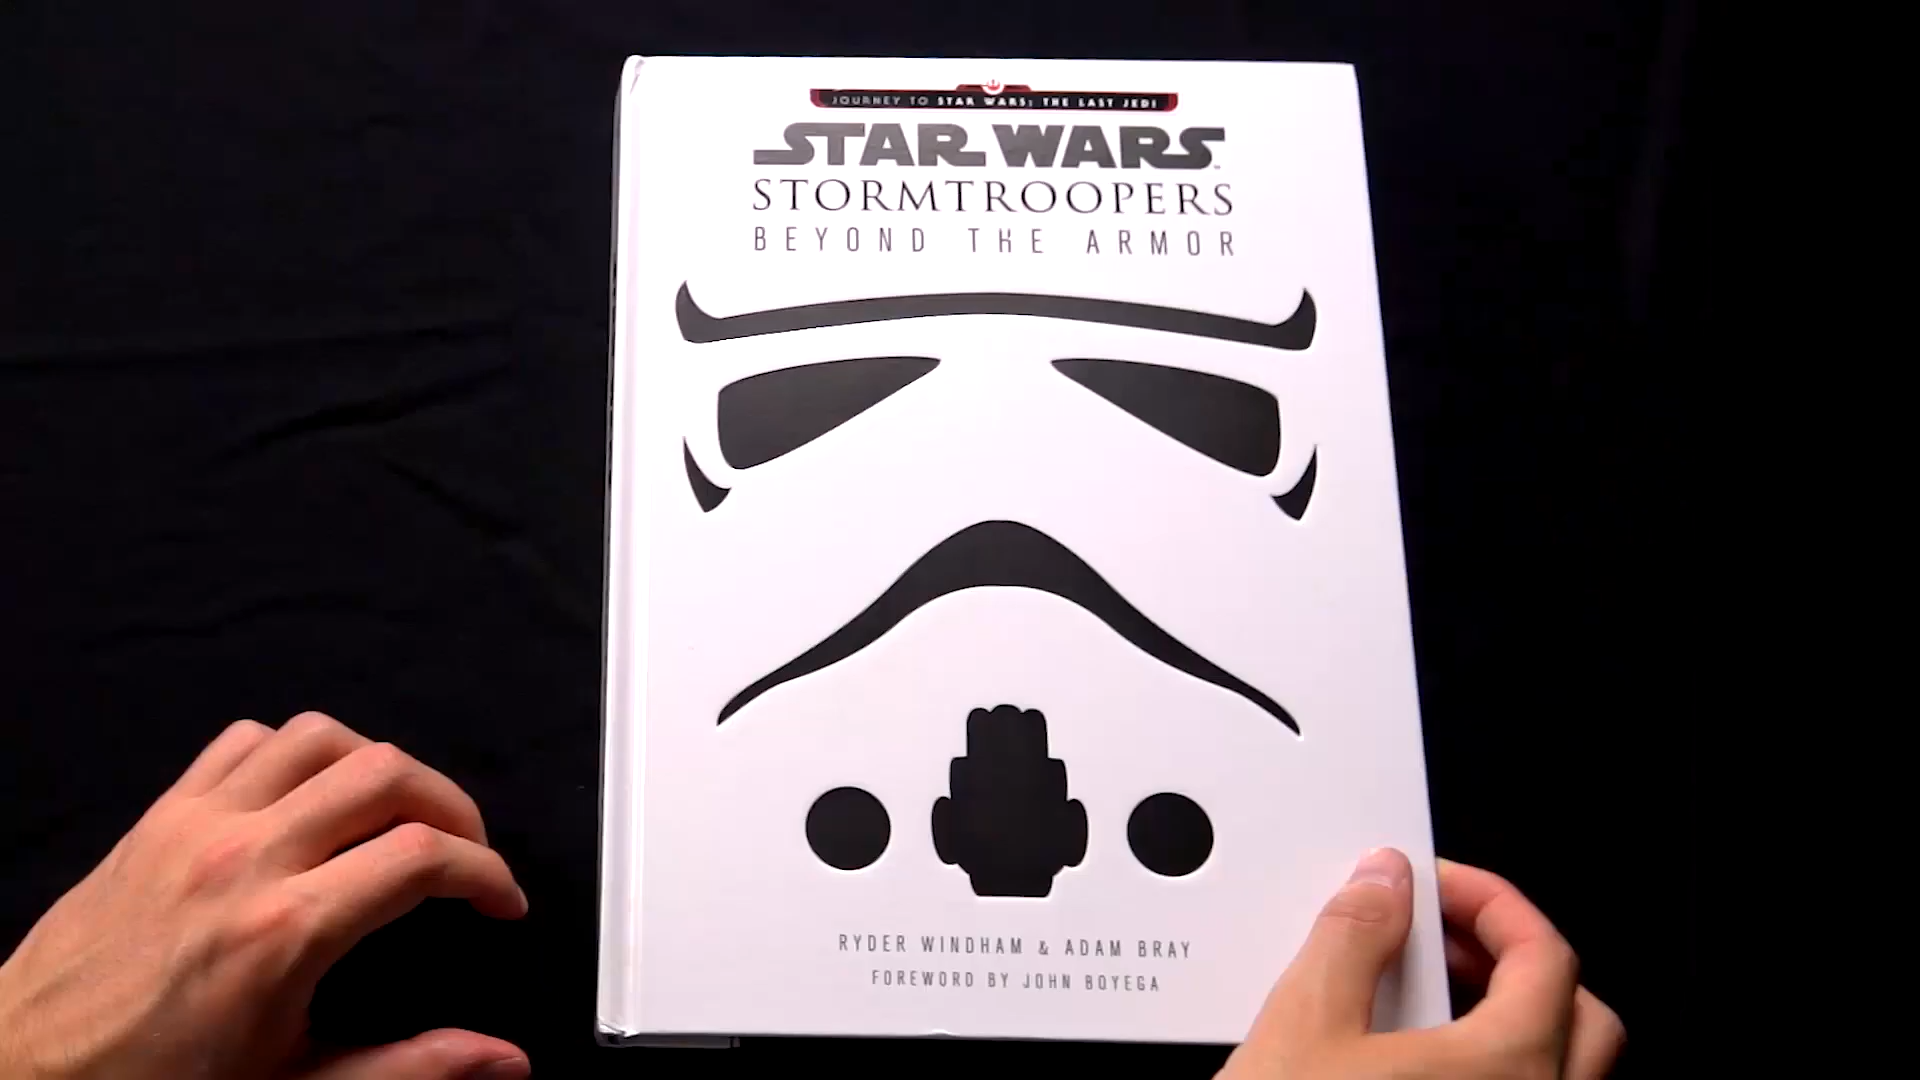 JOURNEY TO STAR WARS: THE LAST JEDI
STAR WARS
STORMTROOPERS
BEYOND THE ARMOR
RYDER WINDHAM & ADAM BRAY
FOREWORD BY JOHN BOYEGA